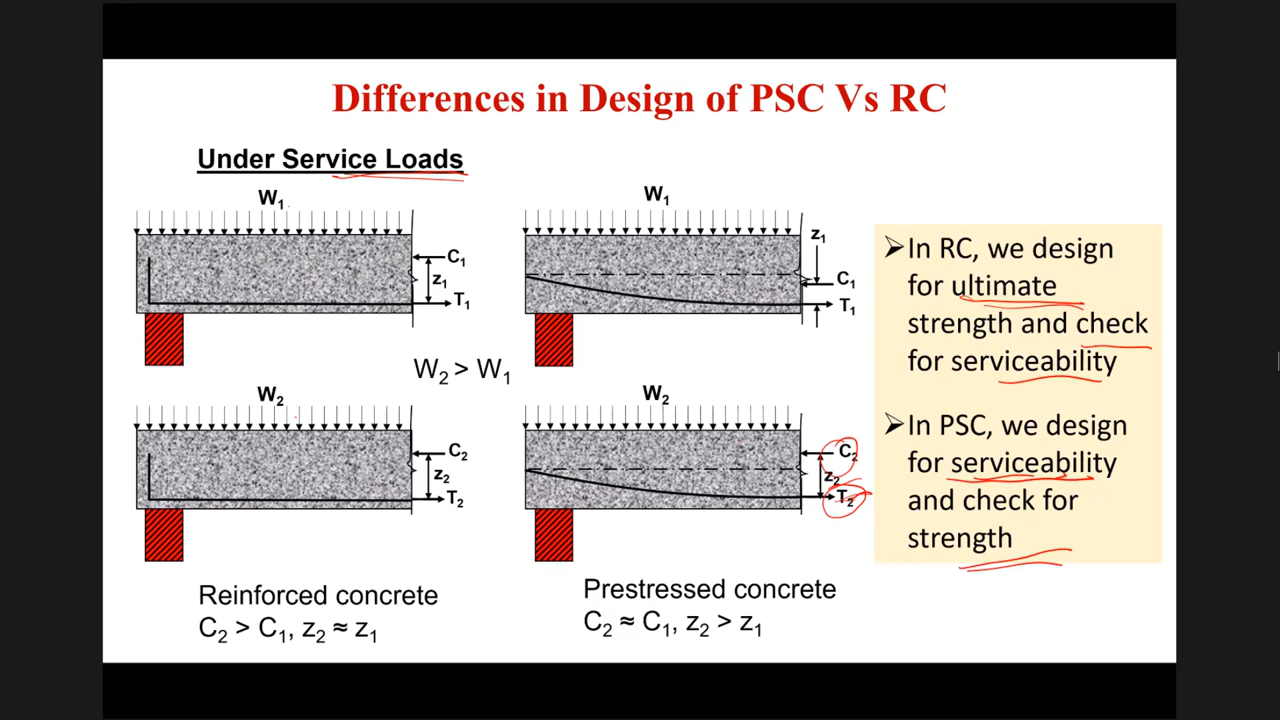 Differences in Design of PSC Vs RC
Under Service Loads
W₁
C₁
z₁
T₁
W₁
z₁
C₁
T₁
W₂ > W₁
W₂
C₂
z₂
T₂
W₂
C₂
z₂
T₂
Reinforced concrete
C₂ > C₁, z₂ ≈ z₁
Prestressed concrete
C₂ ≈ C₁, z₂ > z₁
➢In RC, we design
for ultimate
strength and check
for serviceability
➢In PSC, we design
for serviceability
and check for
strength